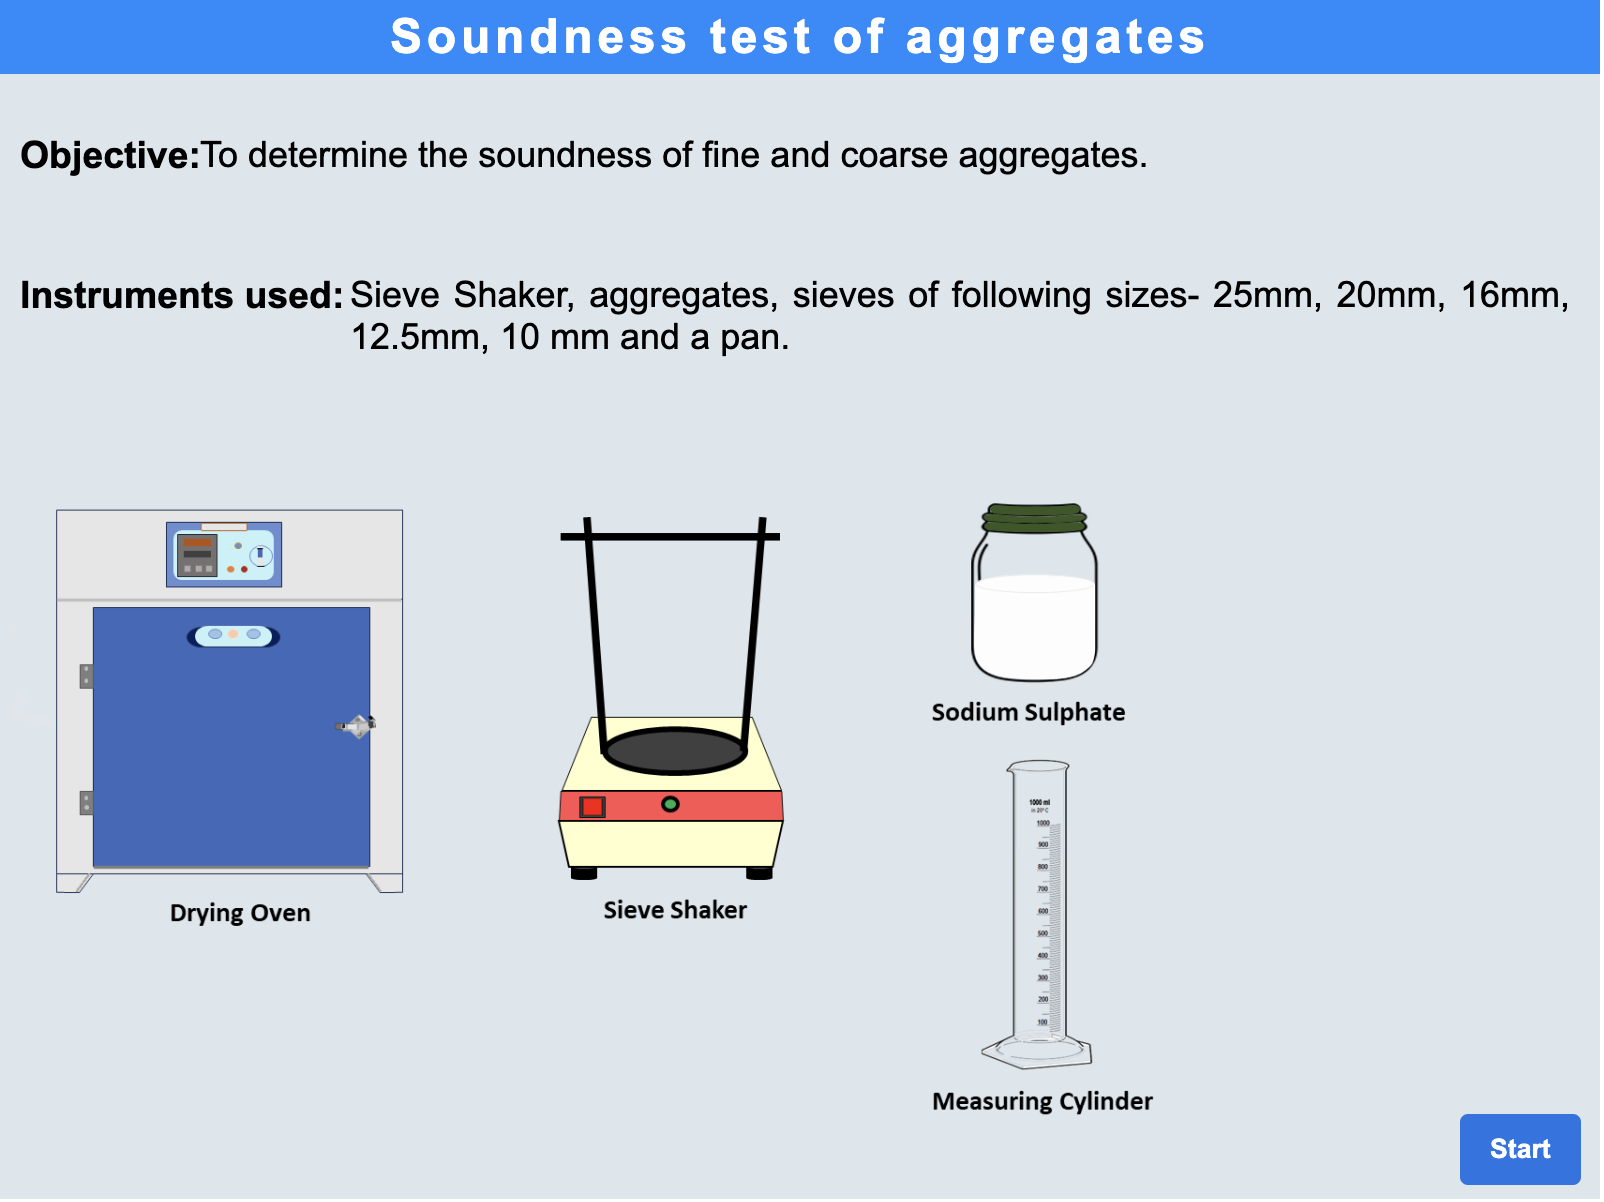 Soundness test of aggregates
Objective:To determine the soundness of fine and coarse aggregates.
Instruments used: Sieve Shaker, aggregates, sieves of following sizes- 25mm, 20mm, 16mm,
12.5mm, 10 mm and a pan.
Drying Oven
Sieve Shaker
Sodium Sulphate
1000 ml
in 20°C
1000
900
800
700
600
500
400
300
200
100
Measuring Cylinder
Start